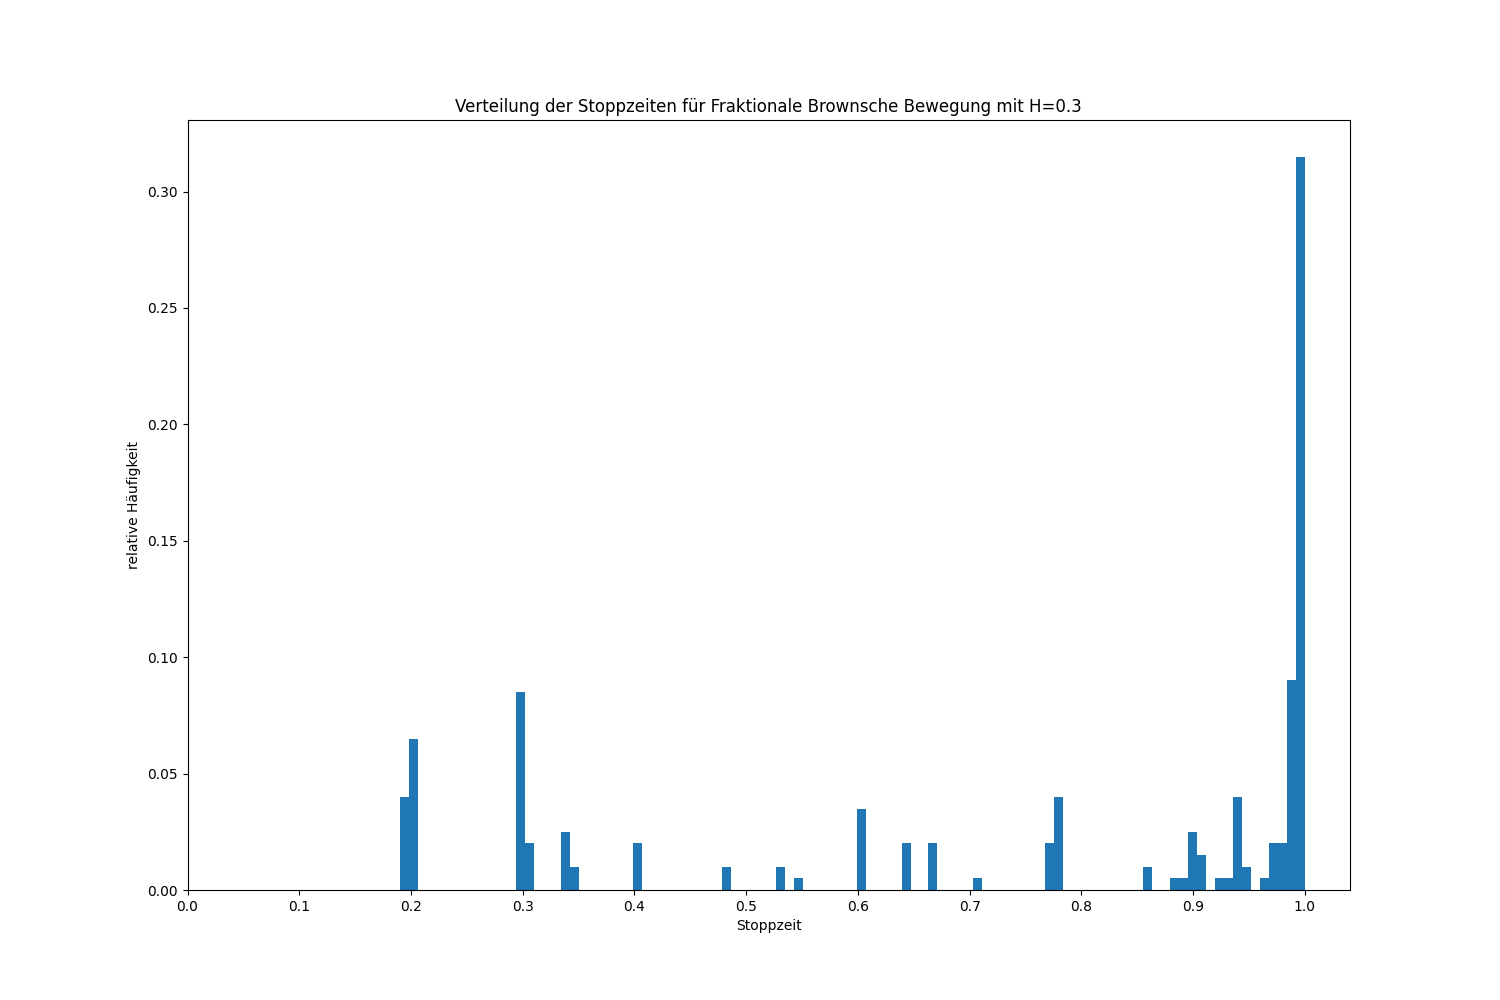 Verteilung der Stoppzeiten für Fraktionale Brownsche Bewegung mit H=0.3
relative Häufigkeit
0.30
0.25
0.20
0.15
0.10
0.05
0.00
0.0 0.1 0.2 0.3 0.4 0.5 0.6 0.7 0.8 0.9 1.0
Stoppzeit